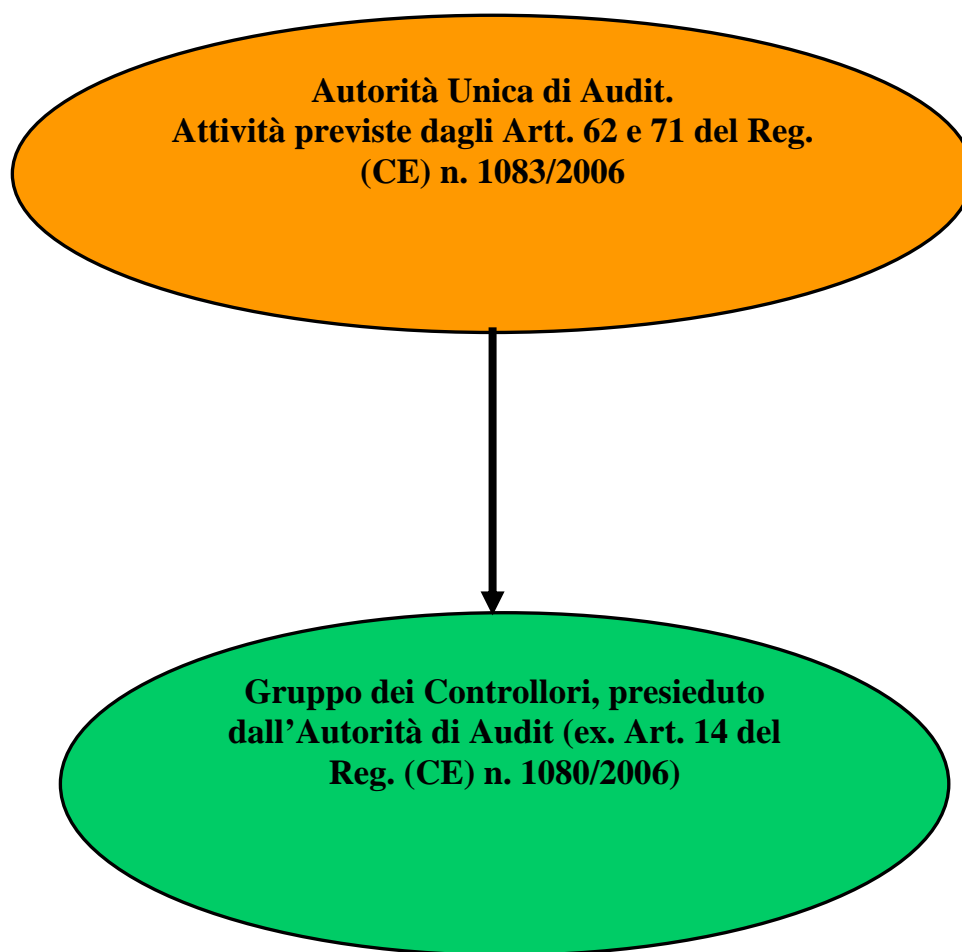 Autorità Unica di Audit.
Attività previste dagli Artt. 62 e 71 del Reg.
(CE) n. 1083/2006
Gruppo dei Controllori, presieduto
dall’Autorità di Audit (ex. Art. 14 del
Reg. (CE) n. 1080/2006)